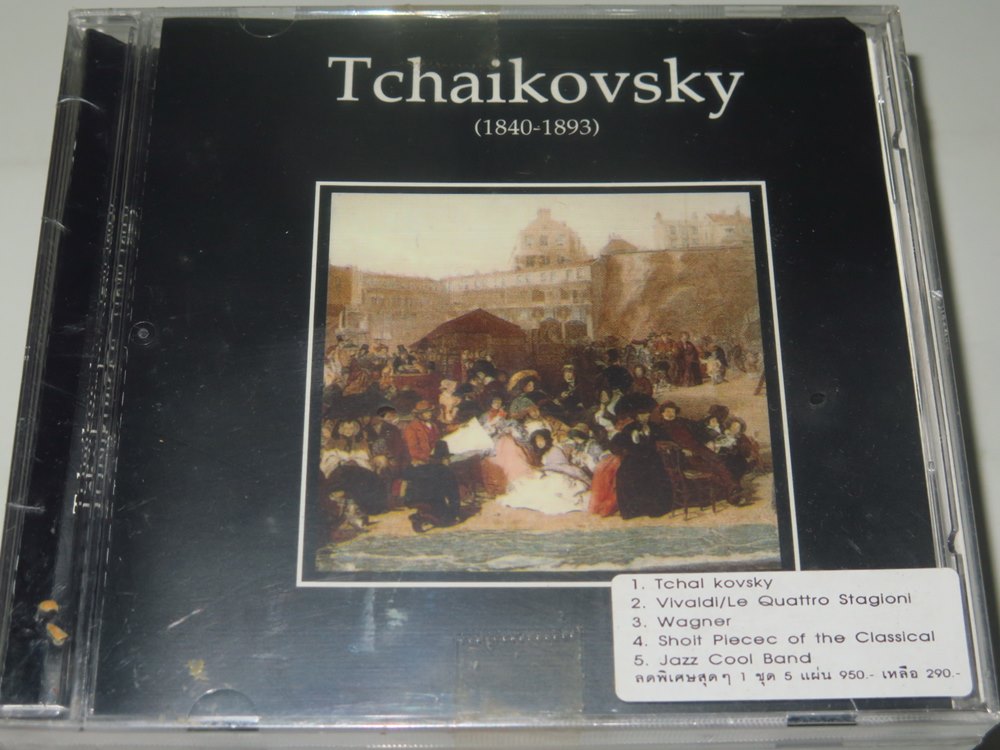 Tchaikovsky
(1840-1893)
1. Tchal kovsky
2. Vivaldi/Le Quattro Stagioni
3. Wagner
4. Shoit Piecec of the Classical
5. Jazz Cool Band
ลดพิเศษสุดๆ 1 ชุด 5 แผ่น 950.- เหลือ 290.-